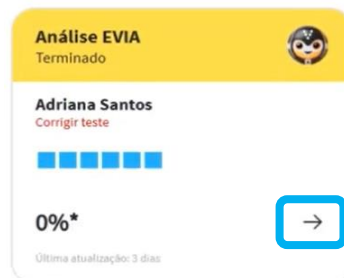 Análise EVIA
Terminado
Adriana Santos
Corrigir teste
0%*
Última atualização: 3 dias